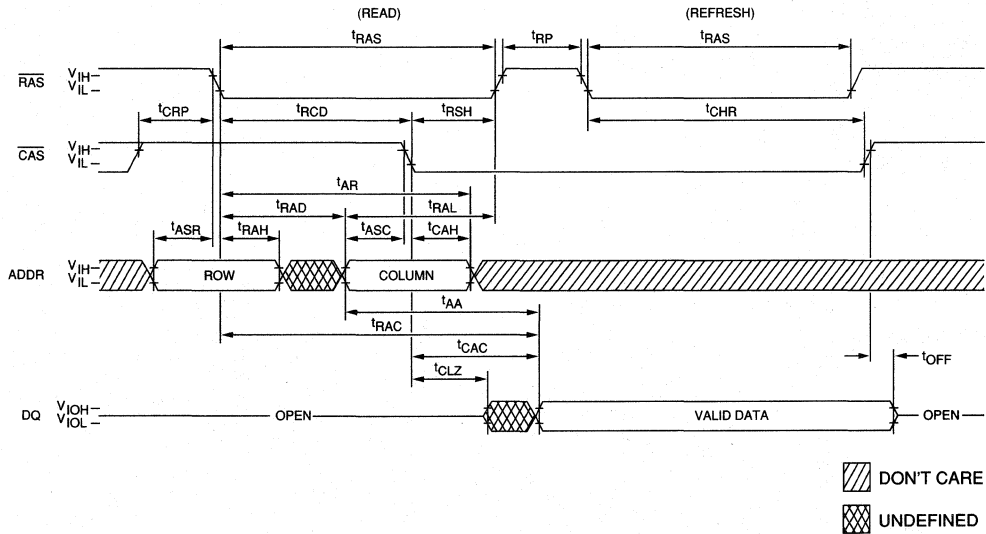 (READ) (REFRESH)
tRAS tRP tRAS
RAS VIH
VIL
tCRP tRCD tRSH tCHR
CAS VIH
VIL
tAR
tRAD tRAL
tASR tRAH tASC tCAH
ADDR VIH
VIL
ROW COLUMN
tAA
tRAC
tCAC
tOFF
tCLZ
DQ VIOH
VIOL
OPEN VALID DATA OPEN
DON'T CARE
UNDEFINED